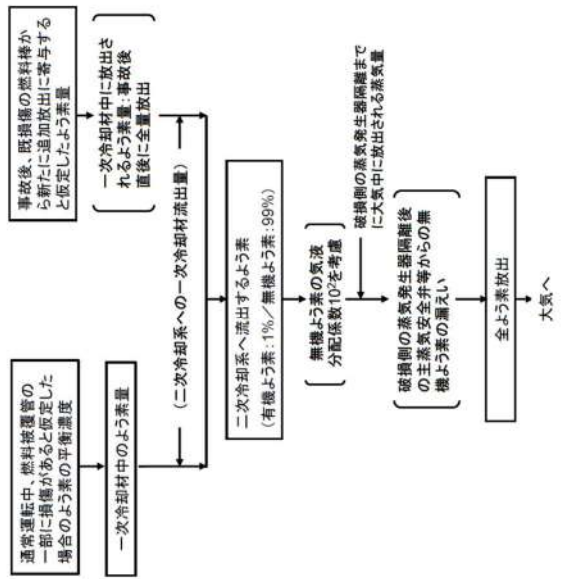 通常運転中、燃料被覆管の
一部に損傷があると仮定した
場合のよう素の平衡濃度
一次冷却材中のよう素量
事故後、既損傷の燃料棒か
ら新たに追加放出に寄与する
と仮定したよう素量
一次冷却材中に放出さ
れるよう素量:事故後
直後に全量放出
(二次冷却系への一次冷却材流出量)
二次冷却系へ流出するよう素
(有機よう素:1%/無機よう素:99%)
無機よう素の気液
分配係数10²を考慮
破損側の蒸気発生器隔離まで
に大気中に放出される蒸気量
破損側の蒸気発生器隔離後
の主蒸気安全弁等からの無
機よう素の漏えい
全よう素放出
大気へ